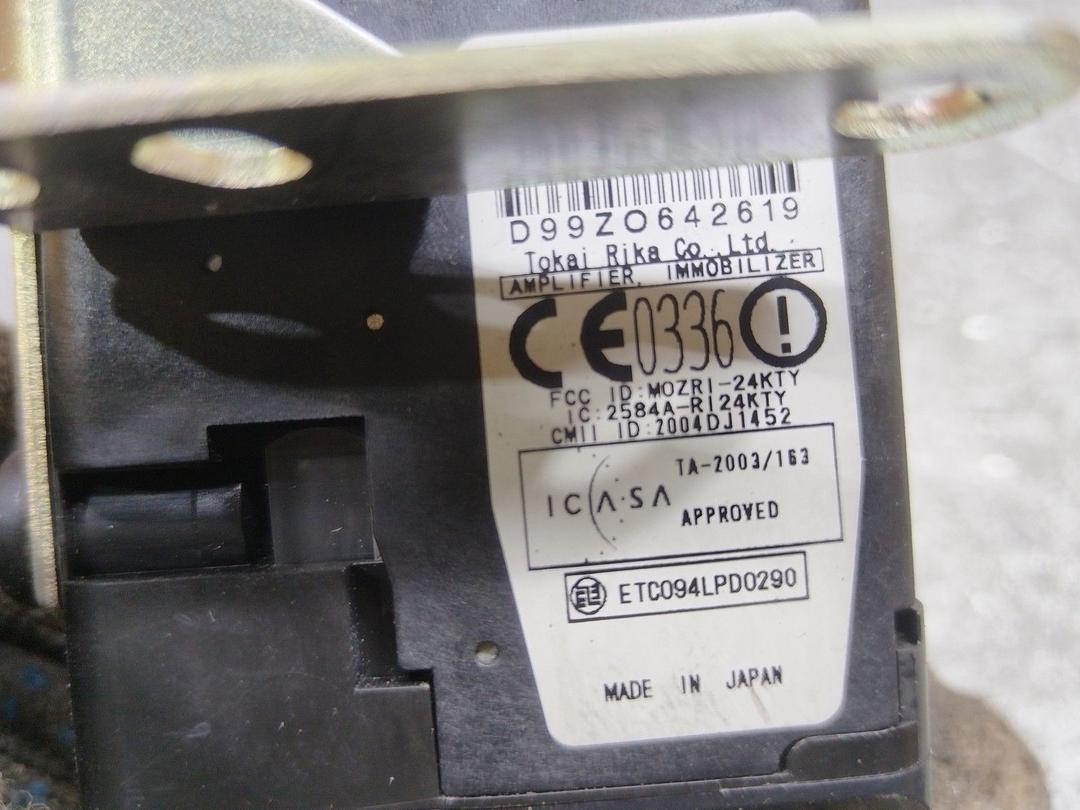 D99Z0642619
Tokai Rika Co.,Ltd.
AMPLIFIER, IMMOBILIZER
CE0336
FCC ID:MOZRI-24KTY
IC:2584A-RI24KTY
CMII ID:2004DJ1452
TA-2003/163
ICASA
APPROVED
ETC094LPD0290
MADE IN JAPAN